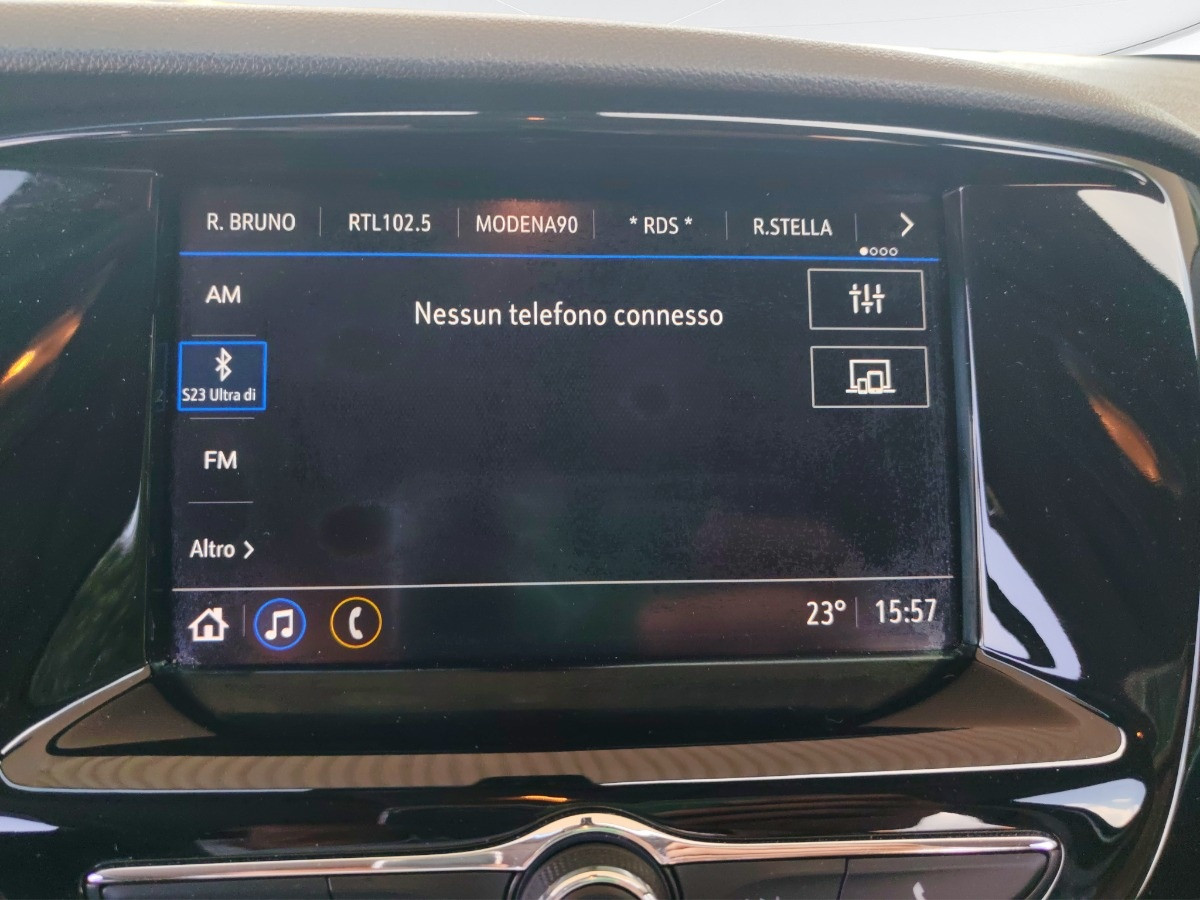 R. BRUNO
RTL102.5
MODENA90
* RDS *
R.STELLA
AM
Nessun telefono connesso
S23 Ultra di
FM
Altro
23°
15:57